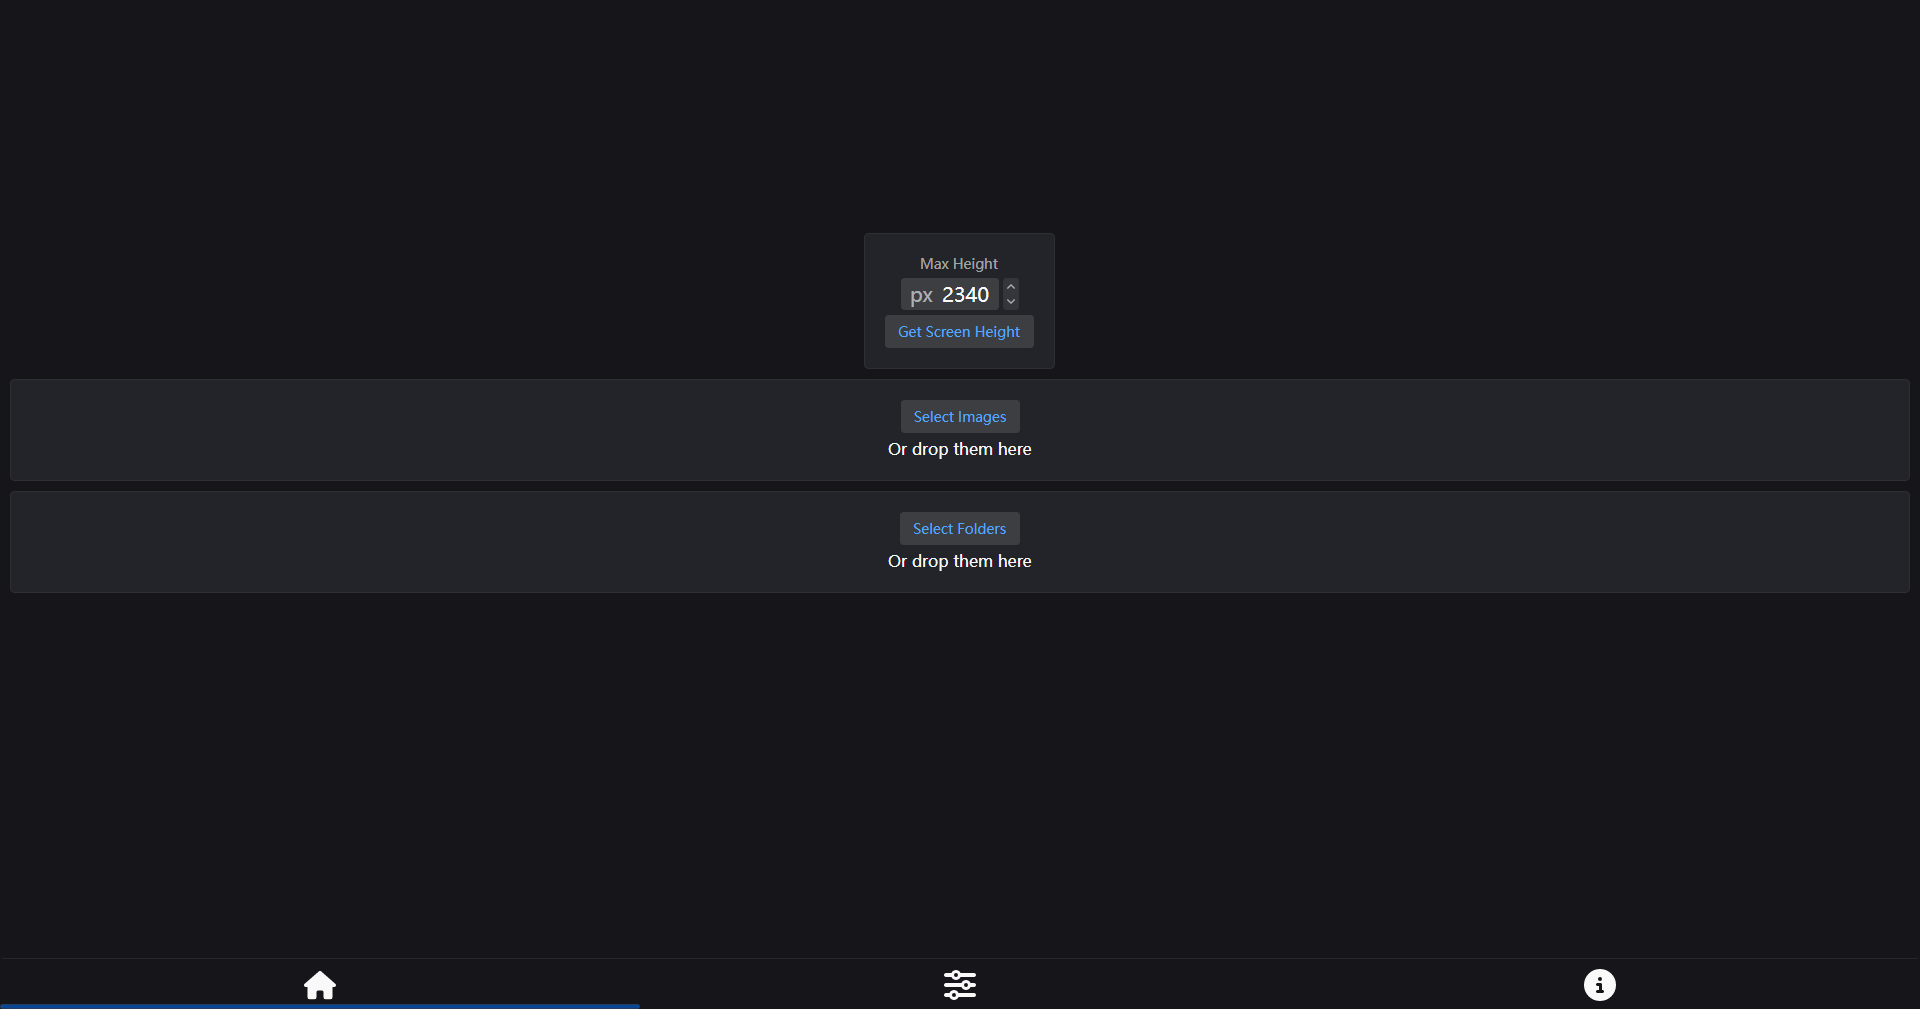 Max Height
px 2340
Get Screen Height
Select Images
Or drop them here
Select Folders
Or drop them here